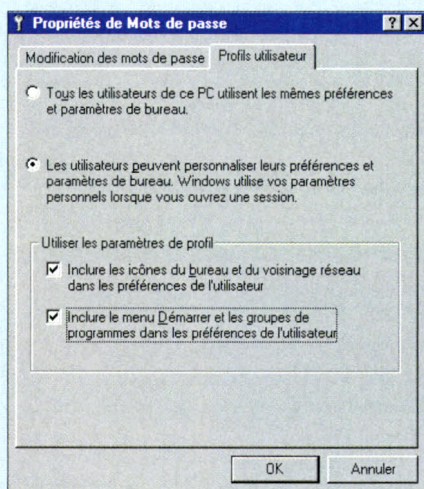 Propriétés de Mots de passe
Modification des mots de passe
Profils utilisateur
Tous les utilisateurs de ce PC utilisent les mêmes préférences
et paramètres de bureau.
Les utilisateurs peuvent personnaliser leurs préférences et
paramètres de bureau. Windows utilise vos paramètres
personnels lorsque vous ouvrez une session.
Utiliser les paramètres de profil
Inclure les icônes du bureau et du voisinage réseau
dans les préférences de l'utilisateur
Inclure le menu Démarrer et les groupes de
programmes dans les préférences de l'utilisateur
OK
Annuler